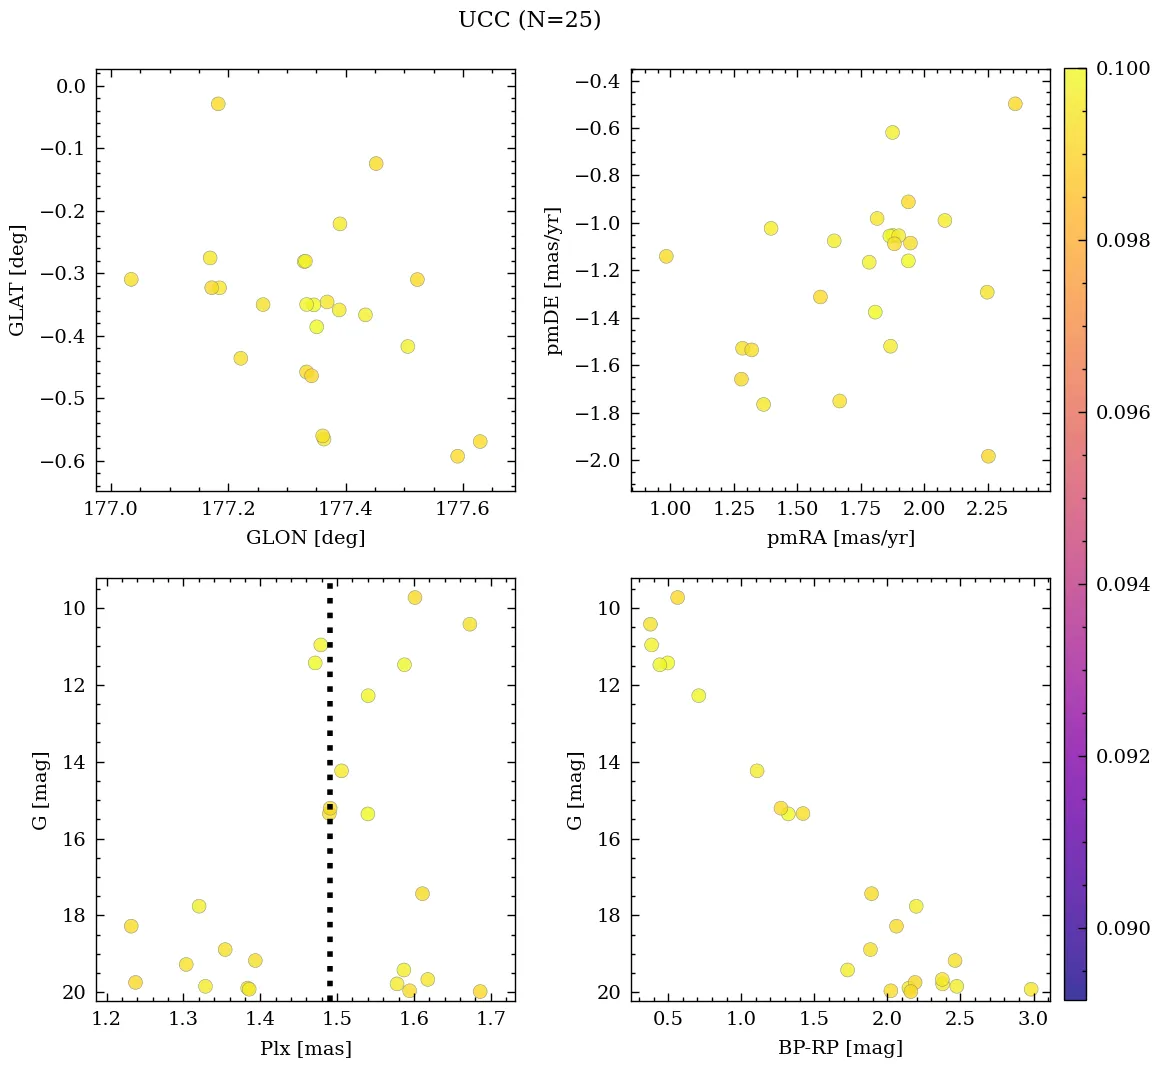 UCC (N=25)
0.0
−0.1
−0.2
−0.3
−0.4
−0.5
−0.6
GLAT [deg]
177.0 177.2 177.4 177.6
GLON [deg]
−0.4
−0.6
−0.8
−1.0
−1.2
−1.4
−1.6
−1.8
−2.0
pmDE [mas/yr]
1.00 1.25 1.50 1.75 2.00 2.25
pmRA [mas/yr]
10
12
14
16
18
20
G [mag]
1.2 1.3 1.4 1.5 1.6 1.7
Plx [mas]
10
12
14
16
18
20
G [mag]
0.5 1.0 1.5 2.0 2.5 3.0
BP-RP [mag]
0.100
0.098
0.096
0.094
0.092
0.090